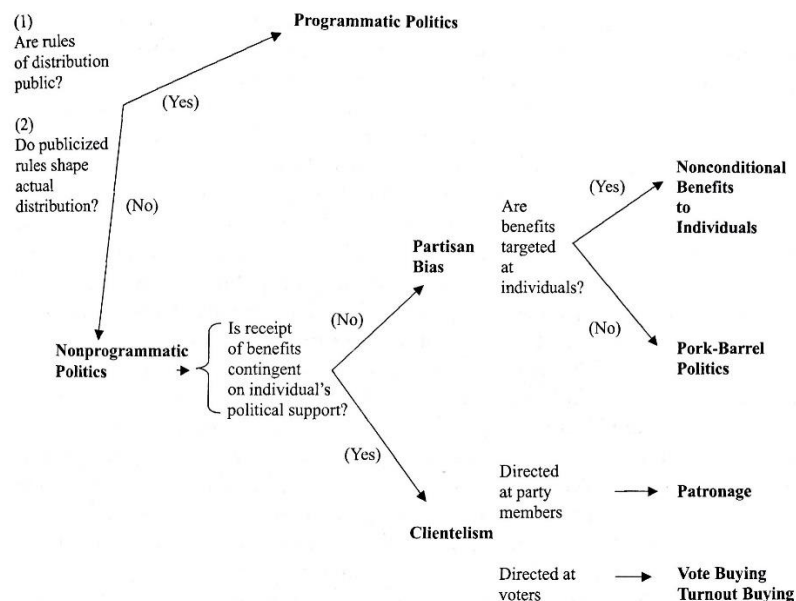 (1)
Are rules
of distribution
public?
Programmatic Politics
(Yes)
(2)
Do publicized
rules shape
actual
distribution?
(No)
Nonprogrammatic
Politics
Is receipt
of benefits
contingent
on individual's
political support?
(No)
Partisan
Bias
Are
benefits
targeted
at
individuals?
(Yes)
Nonconditional
Benefits
to
Individuals
(No)
Pork-Barrel
Politics
(Yes)
Clientelism
Directed
at party
members
Patronage
Directed at
voters
Vote Buying
Turnout Buying